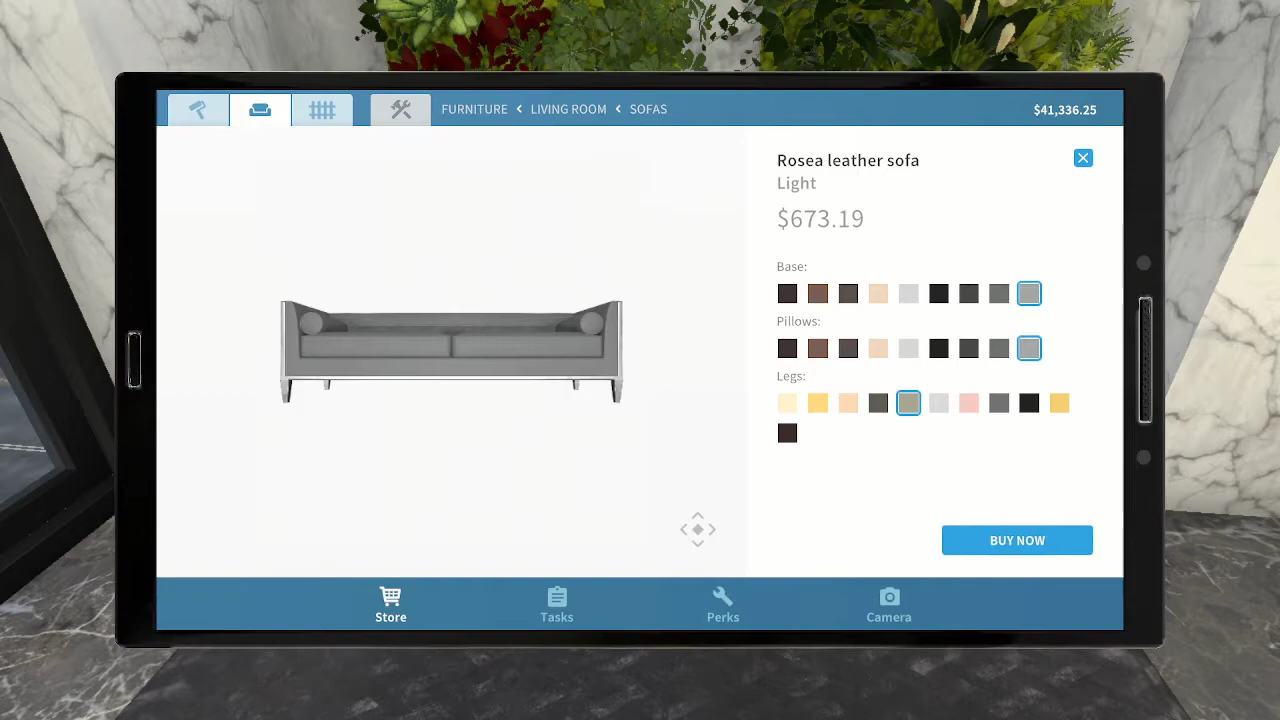 FURNITURE < LIVING ROOM < SOFAS
$41,336.25
Rosea leather sofa
Light
$673.19
Base:
Pillows:
Legs:
BUY NOW
Store
Tasks
Perks
Camera